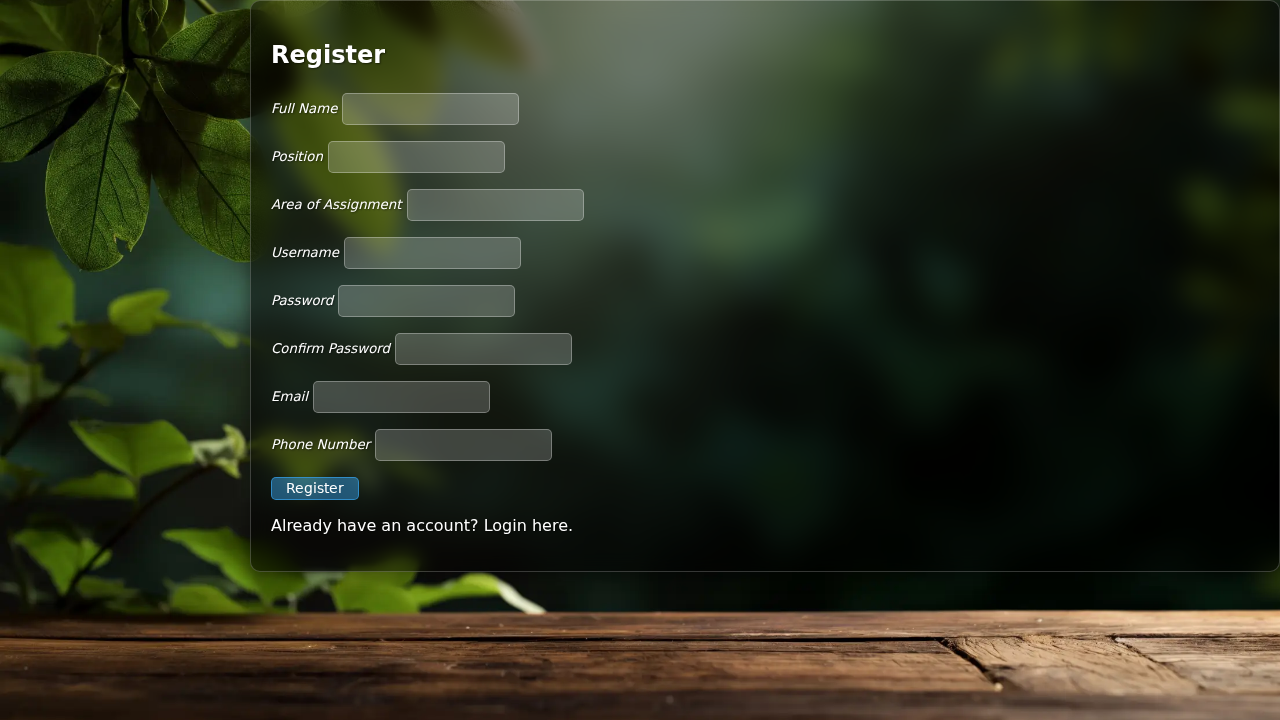 Register
Full Name
Position
Area of Assignment
Username
Password
Confirm Password
Email
Phone Number
Register
Already have an account? Login here.